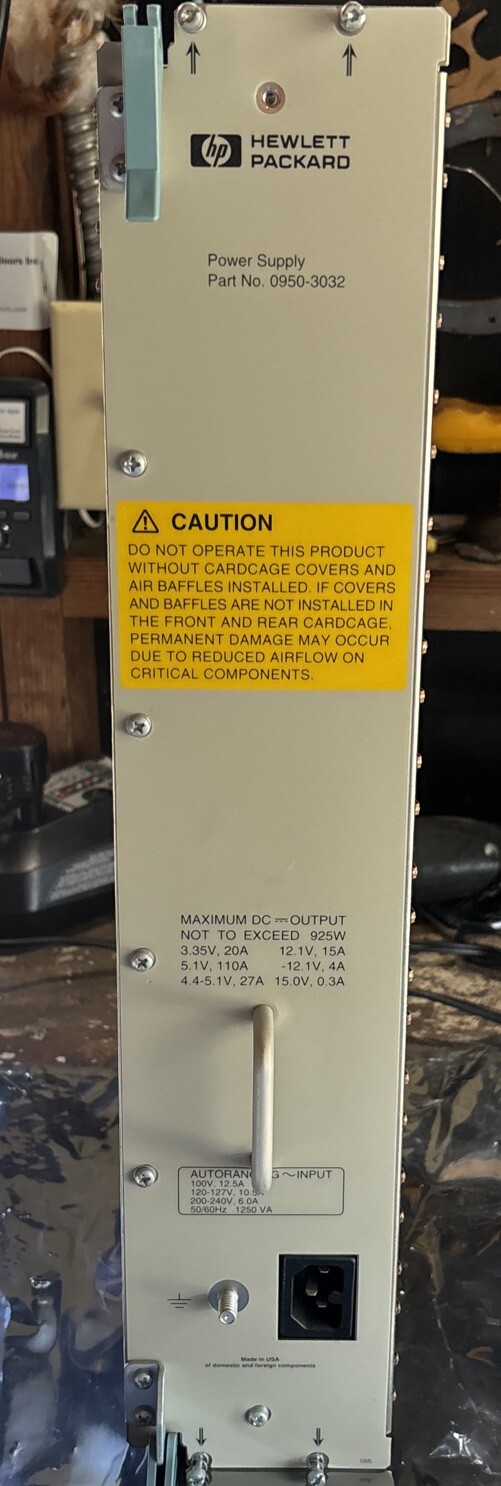 hp HEWLETT
PACKARD
Power Supply
Part No. 0950-3032
CAUTION
DO NOT OPERATE THIS PRODUCT
WITHOUT CARDCAGE COVERS AND
AIR BAFFLES INSTALLED. IF COVERS
AND BAFFLES ARE NOT INSTALLED IN
THE FRONT AND REAR CARDCAGE,
PERMANENT DAMAGE MAY OCCUR
DUE TO REDUCED AIRFLOW ON
CRITICAL COMPONENTS.
MAXIMUM DC ⎓ OUTPUT
NOT TO EXCEED 925W
3.35V, 20A 12.1V, 15A
5.1V, 110A -12.1V, 4A
4.4-5.1V, 27A 15.0V, 0.3A
AUTORANGING ~ INPUT
100V, 12.5A
120-127V, 10.5A
200-240V, 6.0A
50/60Hz 1250 VA
Made in USA
of domestic and foreign components